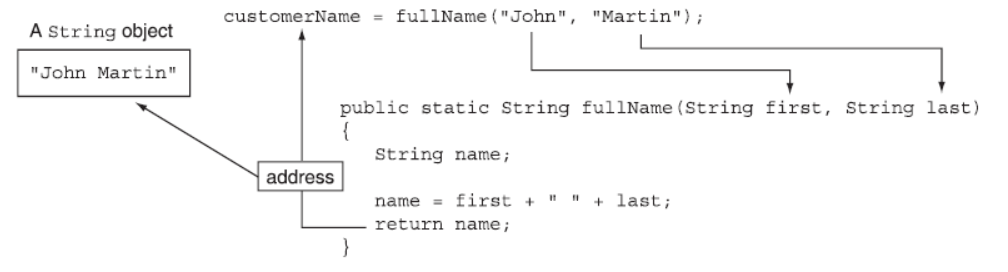 customerName = fullName("John", "Martin");
A String object
"John Martin"
public static String fullName(String first, String last)
{
String name;
address
name = first + " " + last;
return name;
}